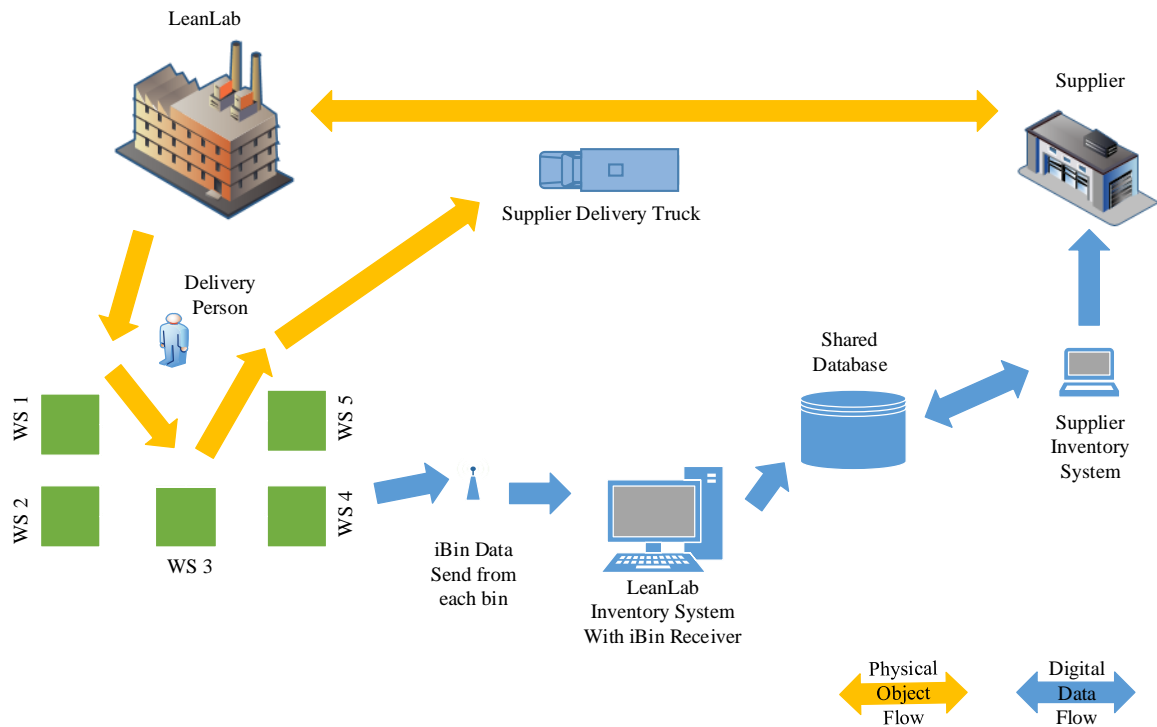 LeanLab
Supplier
Supplier Delivery Truck
Delivery
Person
WS 1
WS 5
WS 2
WS 4
WS 3
Shared
Database
Supplier
Inventory
System
iBin Data
Send from
each bin
LeanLab
Inventory System
With iBin Receiver
Physical
Object
Flow
Digital
Data
Flow